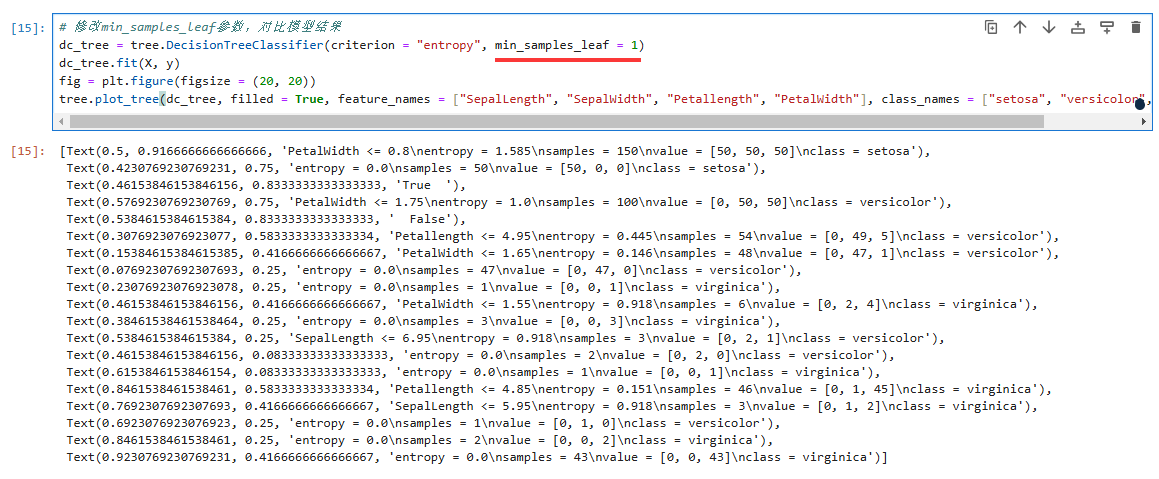 [15]: # 修改min_samples_leaf参数，对比模型结果
dc_tree = tree.DecisionTreeClassifier(criterion = "entropy", min_samples_leaf = 1)
dc_tree.fit(X, y)
fig = plt.figure(figsize = (20, 20))
tree.plot_tree(dc_tree, filled = True, feature_names = ["SepalLength", "SepalWidth", "Petallength", "PetalWidth"], class_names = ["setosa", "versicolor",
[15]: [Text(0.5, 0.9166666666666666, 'PetalWidth <= 0.8\nentropy = 1.585\nsamples = 150\nvalue = [50, 50, 50]\nclass = setosa'),
Text(0.4230769230769231, 0.75, 'entropy = 0.0\nsamples = 50\nvalue = [50, 0, 0]\nclass = setosa'),
Text(0.46153846153846156, 0.8333333333333333, 'True  '),
Text(0.5769230769230769, 0.75, 'PetalWidth <= 1.75\nentropy = 1.0\nsamples = 100\nvalue = [0, 50, 50]\nclass = versicolor'),
Text(0.5384615384615384, 0.8333333333333333, '  False'),
Text(0.3076923076923077, 0.5833333333333334, 'Petallength <= 4.95\nentropy = 0.445\nsamples = 54\nvalue = [0, 49, 5]\nclass = versicolor'),
Text(0.15384615384615385, 0.4166666666666667, 'PetalWidth <= 1.65\nentropy = 0.146\nsamples = 48\nvalue = [0, 47, 1]\nclass = versicolor'),
Text(0.07692307692307693, 0.25, 'entropy = 0.0\nsamples = 47\nvalue = [0, 47, 0]\nclass = versicolor'),
Text(0.23076923076923078, 0.25, 'entropy = 0.0\nsamples = 1\nvalue = [0, 0, 1]\nclass = virginica'),
Text(0.46153846153846156, 0.4166666666666667, 'PetalWidth <= 1.55\nentropy = 0.918\nsamples = 6\nvalue = [0, 2, 4]\nclass = virginica'),
Text(0.38461538461538464, 0.25, 'entropy = 0.0\nsamples = 3\nvalue = [0, 0, 3]\nclass = virginica'),
Text(0.5384615384615384, 0.25, 'SepalLength <= 6.95\nentropy = 0.918\nsamples = 3\nvalue = [0, 2, 1]\nclass = versicolor'),
Text(0.46153846153846156, 0.08333333333333333, 'entropy = 0.0\nsamples = 2\nvalue = [0, 2, 0]\nclass = versicolor'),
Text(0.6153846153846154, 0.08333333333333333, 'entropy = 0.0\nsamples = 1\nvalue = [0, 0, 1]\nclass = virginica'),
Text(0.8461538461538461, 0.5833333333333334, 'Petallength <= 4.85\nentropy = 0.151\nsamples = 46\nvalue = [0, 1, 45]\nclass = virginica'),
Text(0.7692307692307693, 0.4166666666666667, 'SepalLength <= 5.95\nentropy = 0.918\nsamples = 3\nvalue = [0, 1, 2]\nclass = virginica'),
Text(0.6923076923076923, 0.25, 'entropy = 0.0\nsamples = 1\nvalue = [0, 1, 0]\nclass = versicolor'),
Text(0.8461538461538461, 0.25, 'entropy = 0.0\nsamples = 2\nvalue = [0, 0, 2]\nclass = virginica'),
Text(0.9230769230769231, 0.4166666666666667, 'entropy = 0.0\nsamples = 43\nvalue = [0, 0, 43]\nclass = virginica')]